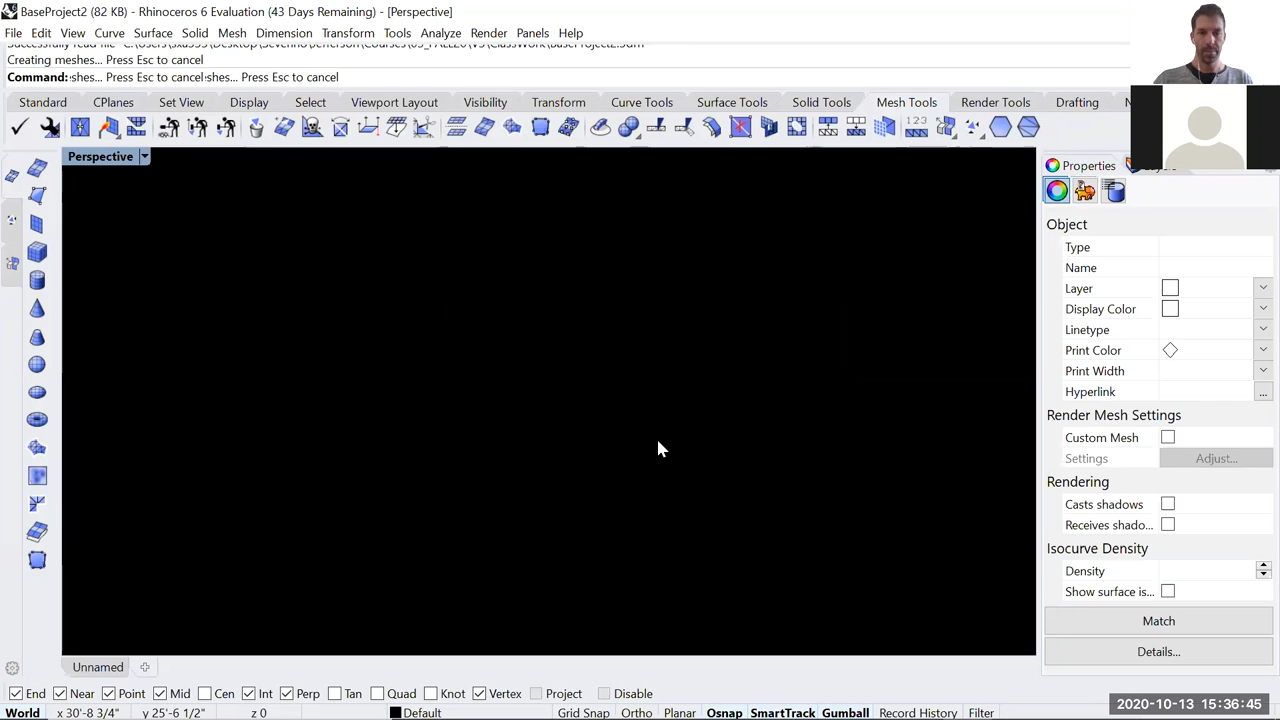 BaseProject2 (82 KB) - Rhinoceros 6 Evaluation (43 Days Remaining) - [Perspective]
File Edit View Curve Surface Solid Mesh Dimension Transform Tools Analyze Render Panels Help
Creating meshes... Press Esc to cancel
Command: shes... Press Esc to cancel shes... Press Esc to cancel
Standard CPlanes Set View Display Select Viewport Layout Visibility Transform Curve Tools Surface Tools Solid Tools Mesh Tools Render Tools Drafting
123
Perspective
Properties
Object
Type
Name
Layer
Display Color
Linetype
Print Color
Print Width
Hyperlink ...
Render Mesh Settings
Custom Mesh
Settings Adjust...
Rendering
Casts shadows
Receives shado...
Isocurve Density
Density
Show surface is...
Match
Details...
Unnamed
End Near Point Mid Cen Int Perp Tan Quad Knot Vertex Project Disable
World x 30'-8 3/4" y 25'-6 1/2" z 0 Default Grid Snap Ortho Planar Osnap SmartTrack Gumball Record History Filter
2020-10-13 15:36:45